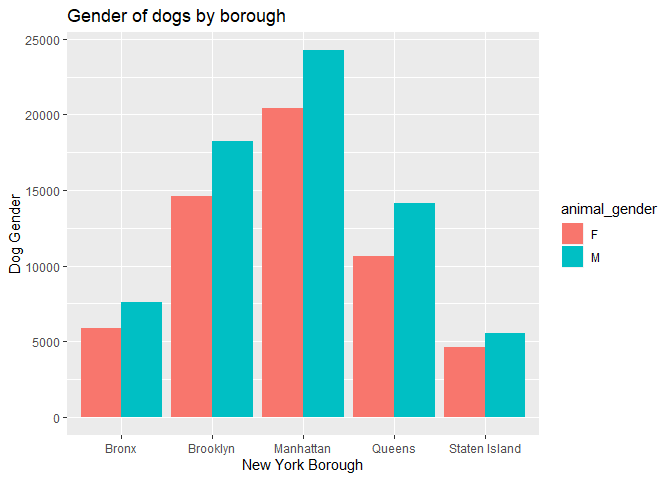 Gender of dogs by borough
25000
20000
15000
10000
5000
0
Dog Gender
Bronx Brooklyn Manhattan Queens Staten Island
New York Borough
animal_gender
F
M